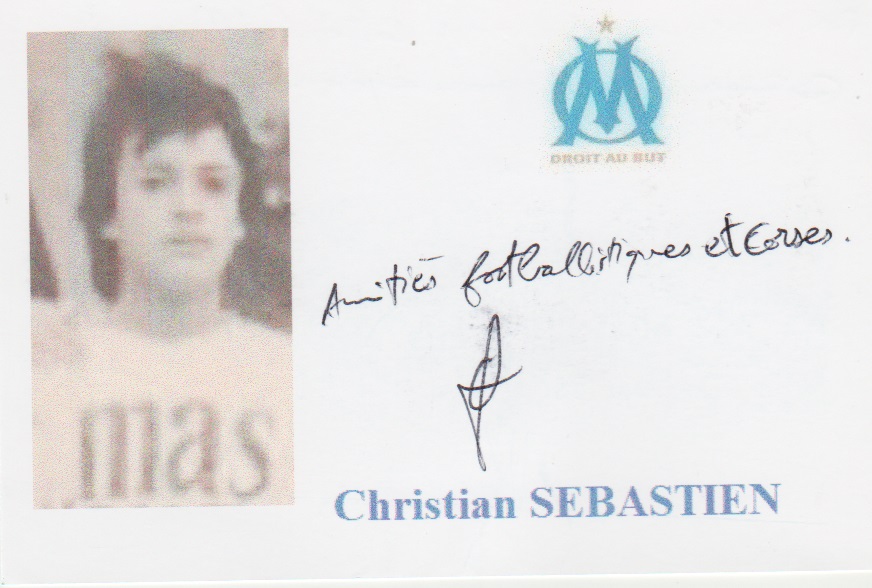 DROIT AU BUT
Amitiés footballistiques et Corses.
mas
Christian SEBASTIEN